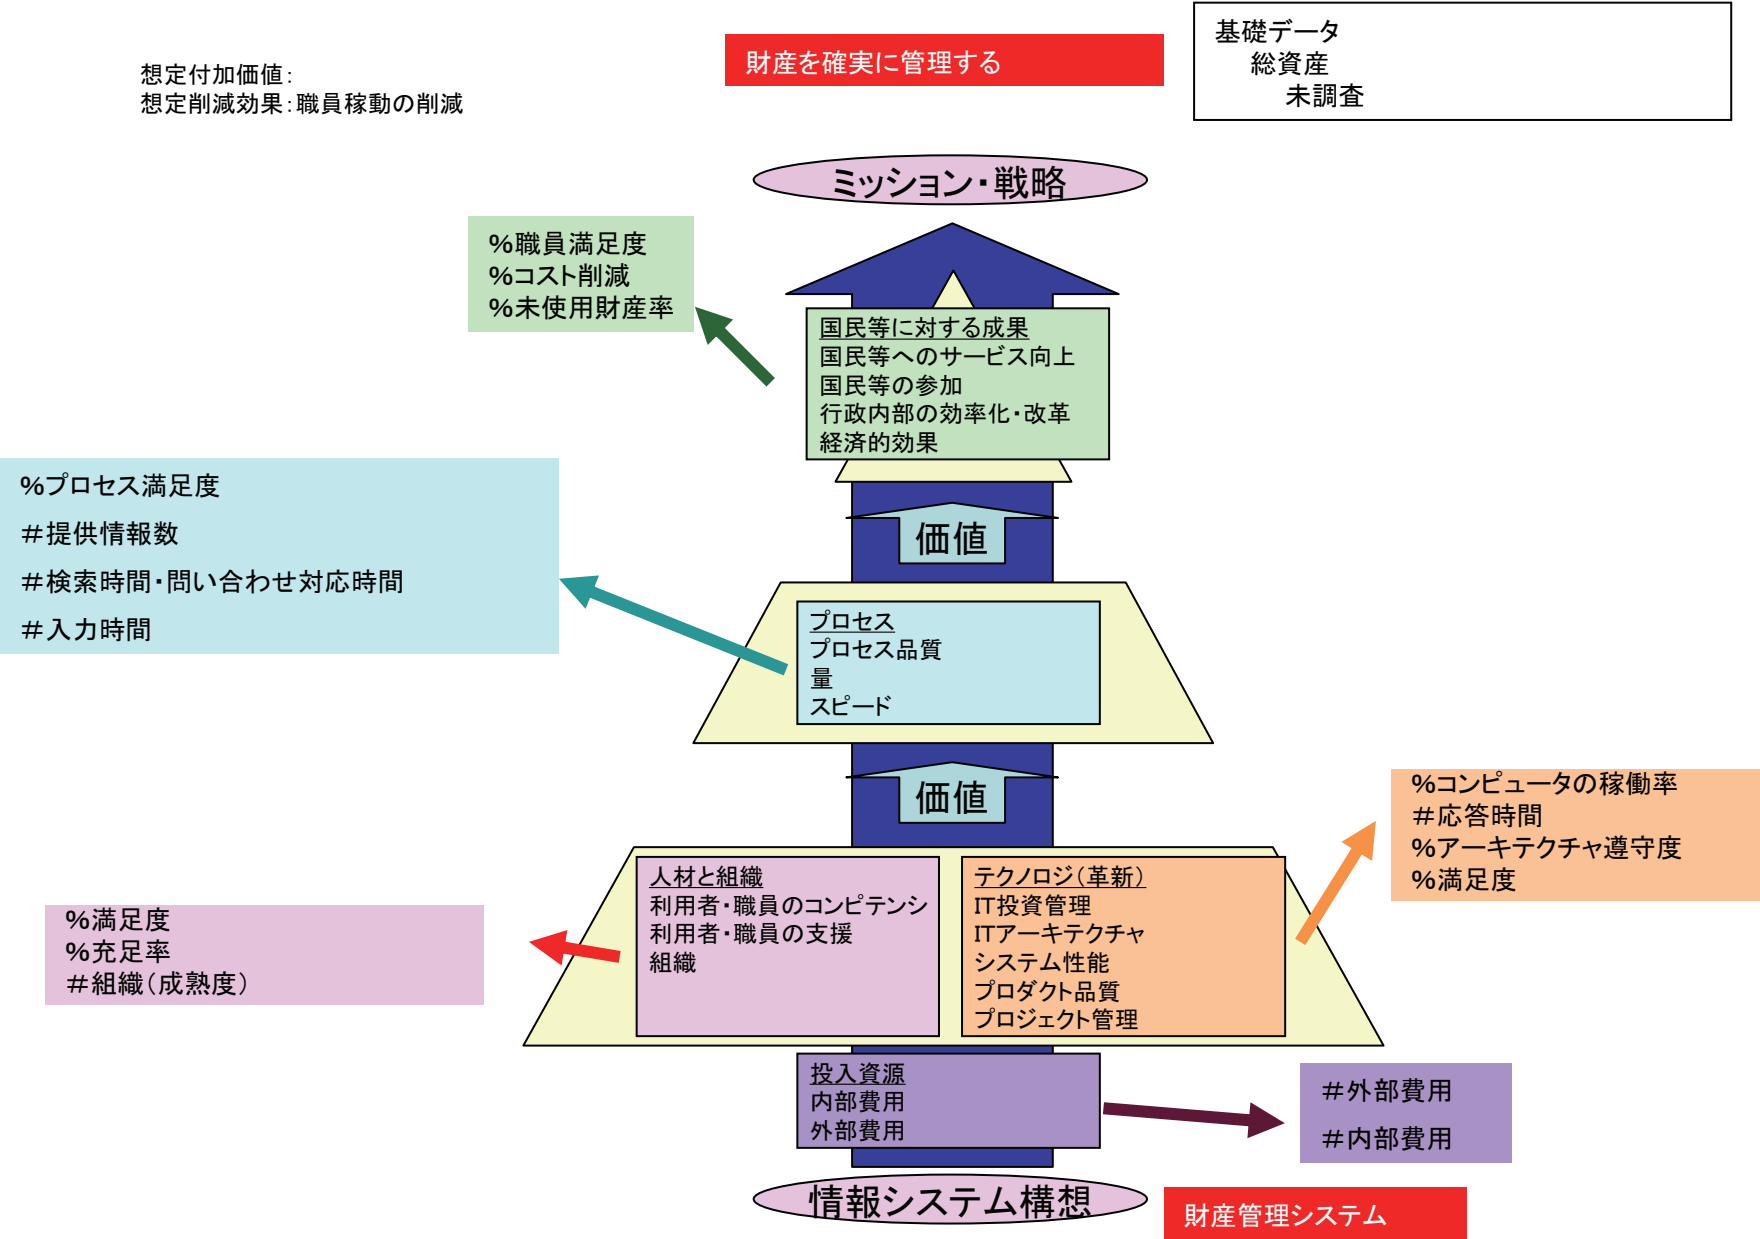 想定付加価値：
想定削減効果：職員稼動の削減
財産を確実に管理する
基礎データ
総資産
未調査
ミッション・戦略
%職員満足度
%コスト削減
%未使用財産率
国民等に対する成果
国民等へのサービス向上
国民等の参加
行政内部の効率化・改革
経済的効果
価値
%プロセス満足度
＃提供情報数
＃検索時間・問い合わせ対応時間
＃入力時間
プロセス
プロセス品質
量
スピード
価値
%コンピュータの稼働率
＃応答時間
%アーキテクチャ遵守度
%満足度
人材と組織
利用者・職員のコンピテンシ
利用者・職員の支援
組織
テクノロジ（革新）
IT投資管理
ITアーキテクチャ
システム性能
プロダクト品質
プロジェクト管理
%満足度
%充足率
＃組織（成熟度）
投入資源
内部費用
外部費用
＃外部費用
＃内部費用
情報システム構想
財産管理システム